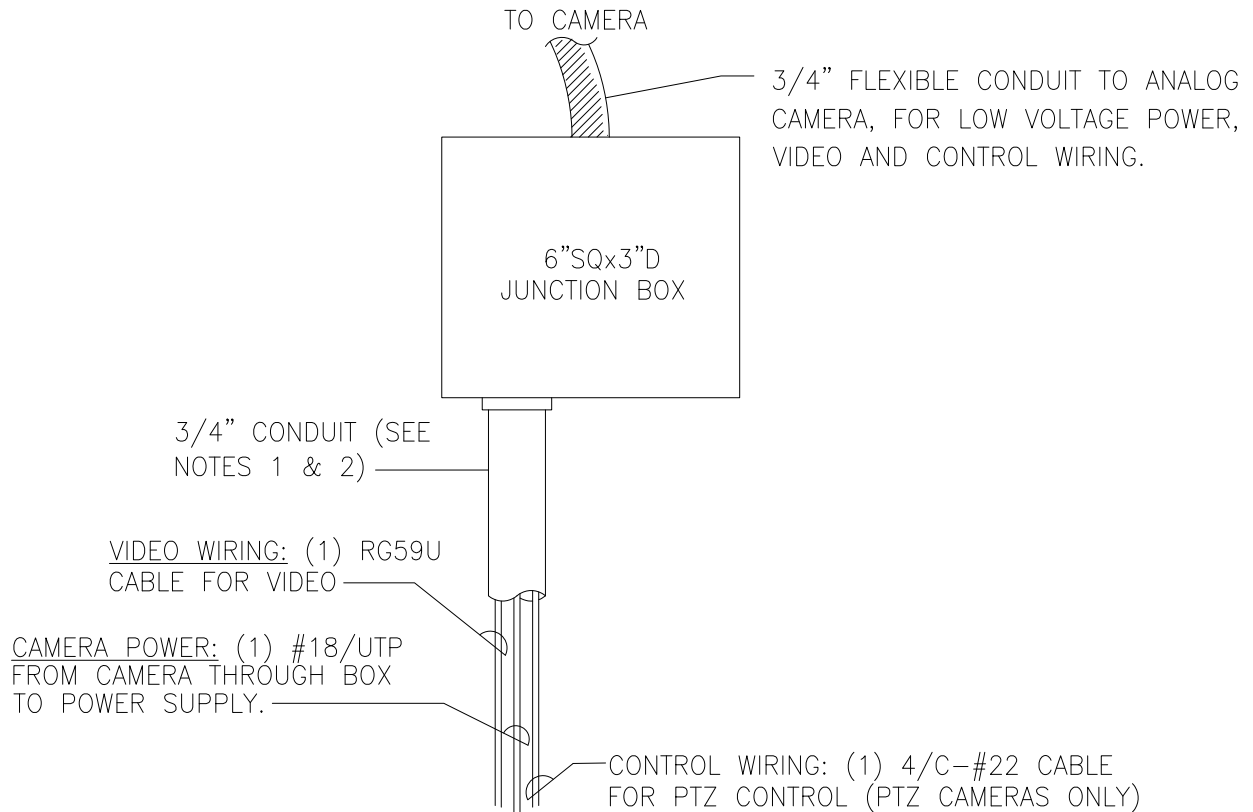 TO CAMERA
3/4” FLEXIBLE CONDUIT TO ANALOG
CAMERA, FOR LOW VOLTAGE POWER,
VIDEO AND CONTROL WIRING.
6”SQx3”D
JUNCTION BOX
3/4” CONDUIT (SEE
NOTES 1 & 2)
VIDEO WIRING: (1) RG59U
CABLE FOR VIDEO
CAMERA POWER: (1) #18/UTP
FROM CAMERA THROUGH BOX
TO POWER SUPPLY.
CONTROL WIRING: (1) 4/C-#22 CABLE
FOR PTZ CONTROL (PTZ CAMERAS ONLY)